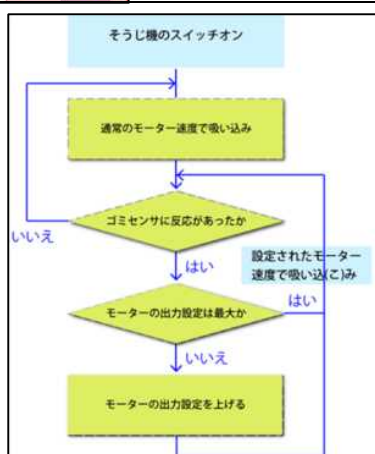 そうじ機のスイッチオン
通常のモーター速度で吸い込み
ゴミセンサに反応があったか
いいえ
はい
設定されたモーター
速度で吸い込(こ)み
モーターの出力設定は最大か
はい
いいえ
モーターの出力設定を上げる